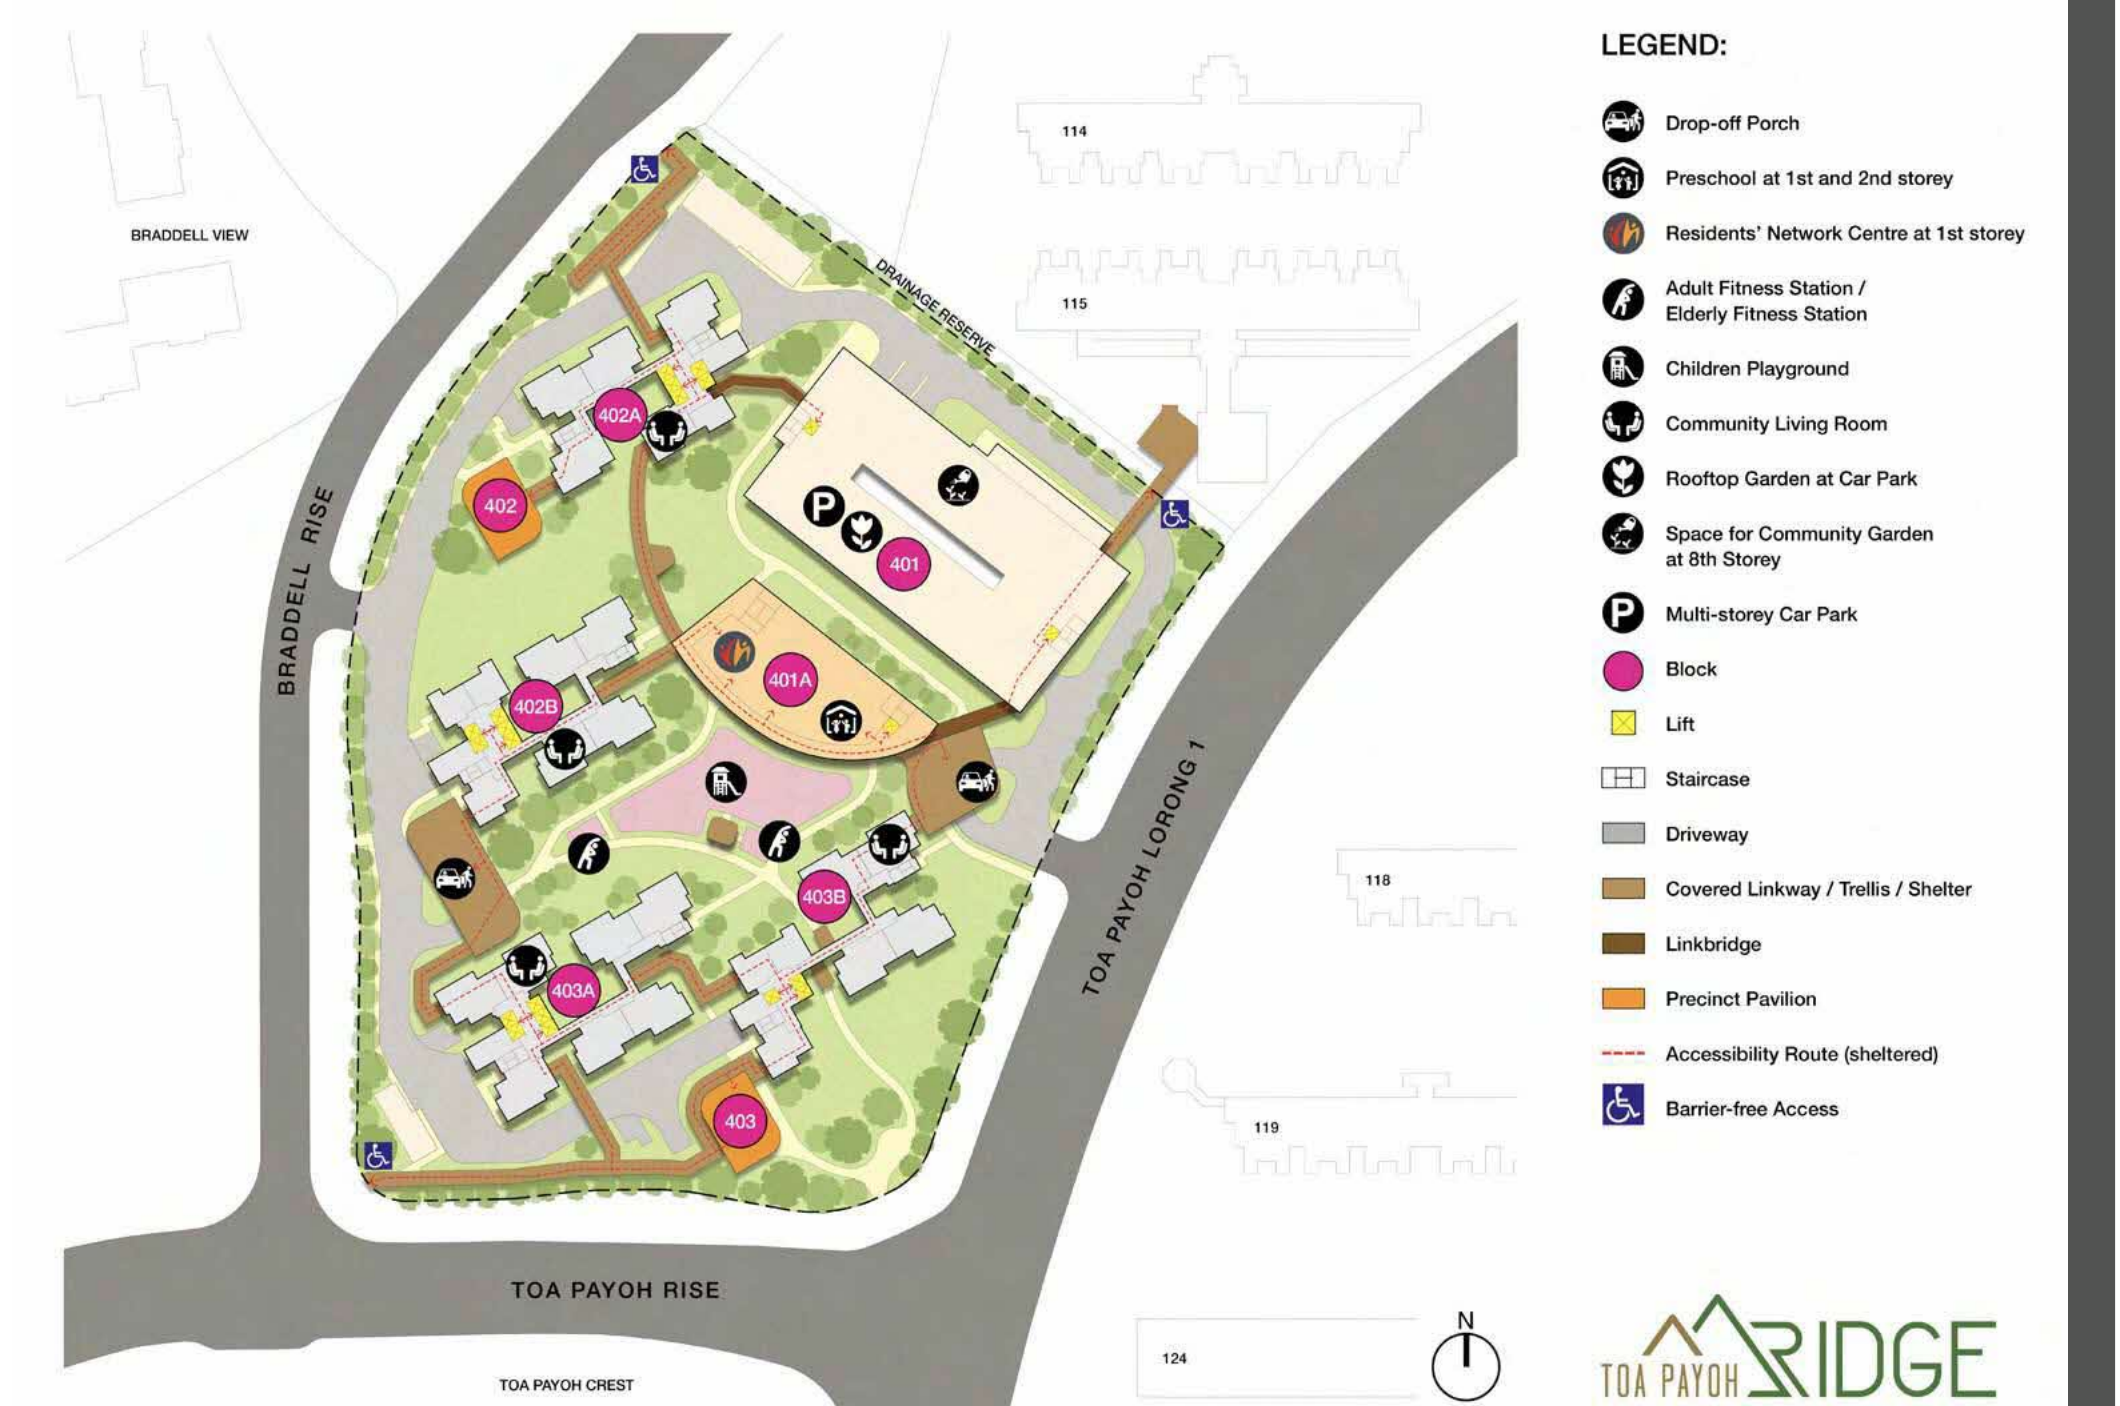 LEGEND:
Drop-off Porch
Preschool at 1st and 2nd storey
Residents' Network Centre at 1st storey
Adult Fitness Station /
Elderly Fitness Station
Children Playground
Community Living Room
Rooftop Garden at Car Park
Space for Community Garden
at 8th Storey
P
Multi-storey Car Park
Block
Lift
Staircase
Driveway
Covered Linkway / Trellis / Shelter
Linkbridge
Precinct Pavilion
Accessibility Route (sheltered)
Barrier-free Access
114
BRADDELL VIEW
DRAINAGE RESERVE
115
402A
402
P
401
BRADDELL RISE
401A
402B
TOA PAYOH LORONG 1
403B
118
403A
403
119
TOA PAYOH RISE
124
N
TOA PAYOH CREST
TOA PAYOH RIDGE